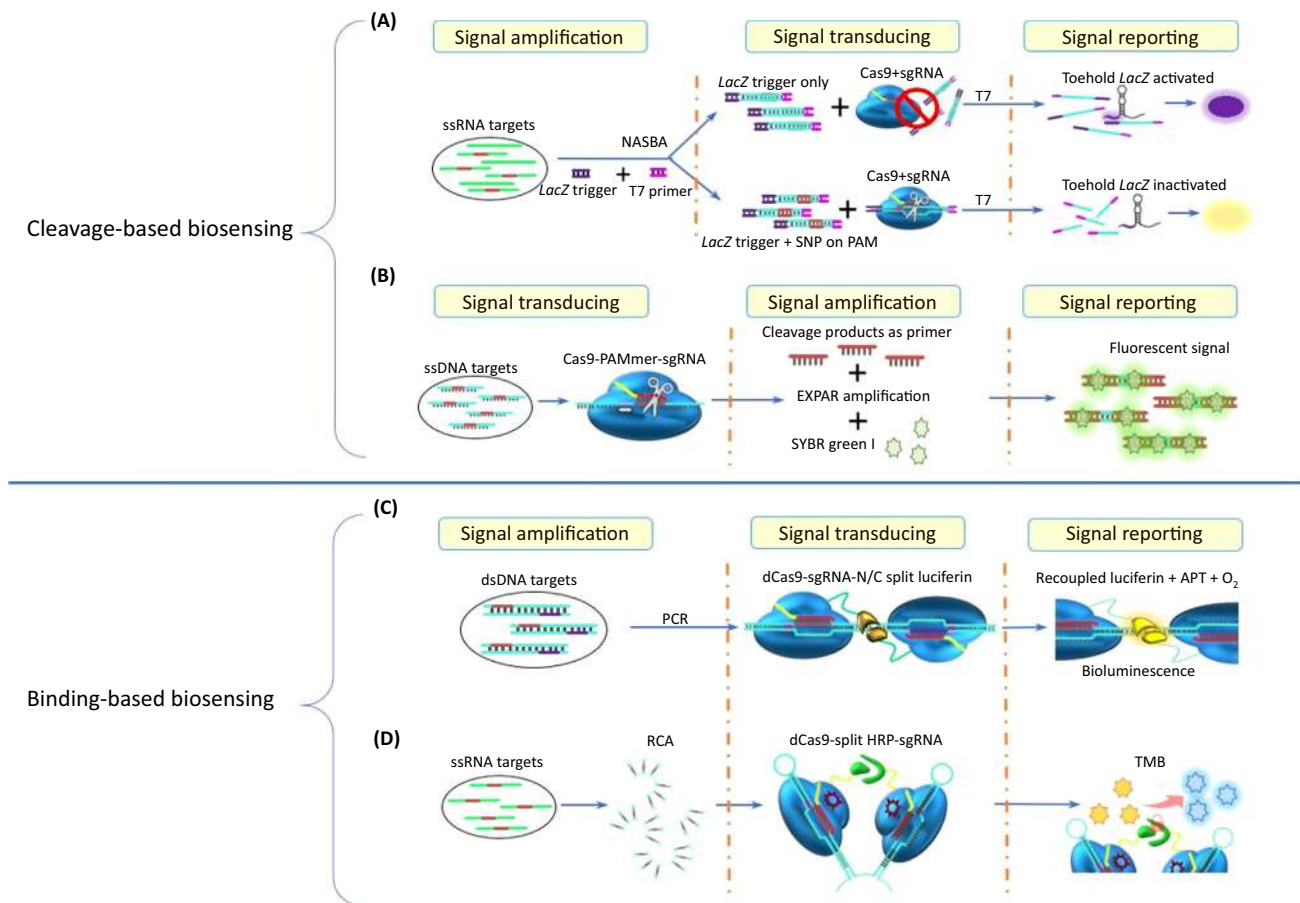 Cleavage-based biosensing
(A)
Signal amplification
Signal transducing
Signal reporting
ssRNA targets
NASBA
LacZ trigger
T7 primer
LacZ trigger only
Cas9+sgRNA
T7
Toehold LacZ activated
LacZ trigger + SNP on PAM
Cas9+sgRNA
T7
Toehold LacZ inactivated
(B)
Signal transducing
Signal amplification
Signal reporting
ssDNA targets
Cas9-PAMmer-sgRNA
Cleavage products as primer
EXPAR amplification
SYBR green I
Fluorescent signal
Binding-based biosensing
(C)
Signal amplification
Signal transducing
Signal reporting
dsDNA targets
PCR
dCas9-sgRNA-N/C split luciferin
Recoupled luciferin + APT + O₂
Bioluminescence
(D)
ssRNA targets
RCA
dCas9-split HRP-sgRNA
TMB